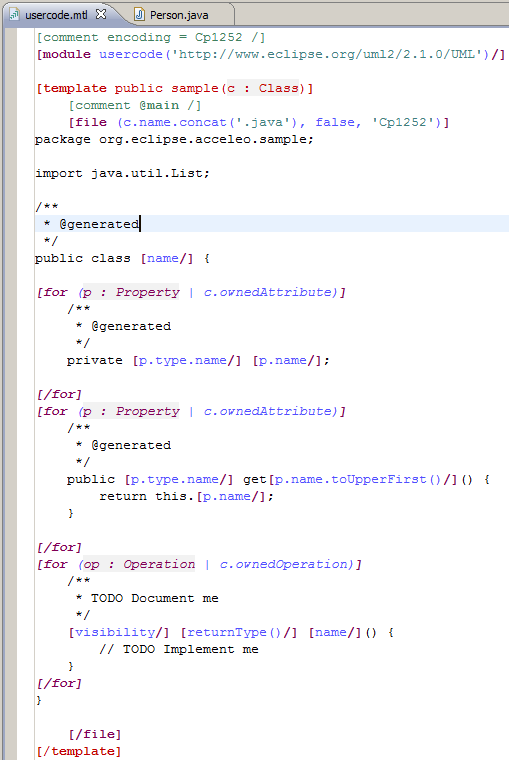 usercode.mtl Person.java
[comment encoding = Cp1252 /]
[module usercode('http://www.eclipse.org/uml2/2.1.0/UML')/]
[template public sample(c : Class)]
[comment @main /]
[file (c.name.concat('.java'), false, 'Cp1252')]
package org.eclipse.acceleo.sample;
import java.util.List;
/**
* @generated
*/
public class [name/] {
[for (p : Property | c.ownedAttribute)]
/**
* @generated
*/
private [p.type.name/] [p.name/];
[/for]
[for (p : Property | c.ownedAttribute)]
/**
* @generated
*/
public [p.type.name/] get[p.name.toUpperFirst()/]() {
return this.[p.name/];
}
[/for]
[for (op : Operation | c.ownedOperation)]
/**
* TODO Document me
*/
[visibility/] [returnType()/] [name/]() {
// TODO Implement me
}
[/for]
}
[/file]
[/template]